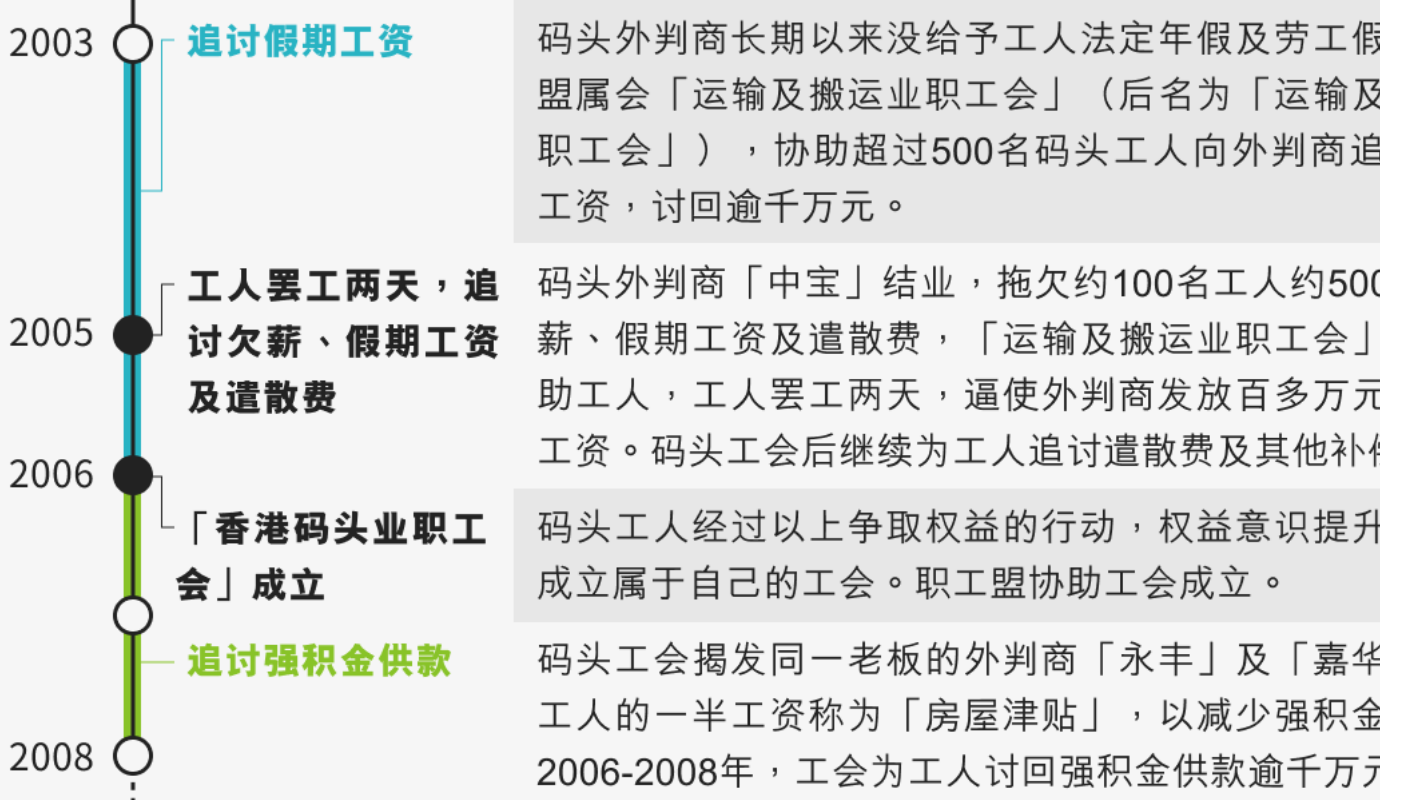 2003
追讨假期工资
码头外判商长期以来没给予工人法定年假及劳工假
盟属会「运输及搬运业职工会」（后名为「运输及
职工会」），协助超过500名码头工人向外判商追
工资，讨回逾千万元。
2005
工人罢工两天，追
讨欠薪、假期工资
及遣散费
码头外判商「中宝」结业，拖欠约100名工人约500
薪、假期工资及遣散费，「运输及搬运业职工会」
助工人，工人罢工两天，逼使外判商发放百多万元
工资。码头工会后继续为工人追讨遣散费及其他补偿
2006
「香港码头业职工
会」成立
码头工人经过以上争取权益的行动，权益意识提升
成立属于自己的工会。职工盟协助工会成立。
追讨强积金供款
码头工会揭发同一老板的外判商「永丰」及「嘉华
工人的一半工资称为「房屋津贴」，以减少强积金
2006-2008年，工会为工人讨回强积金供款逾千万元
2008